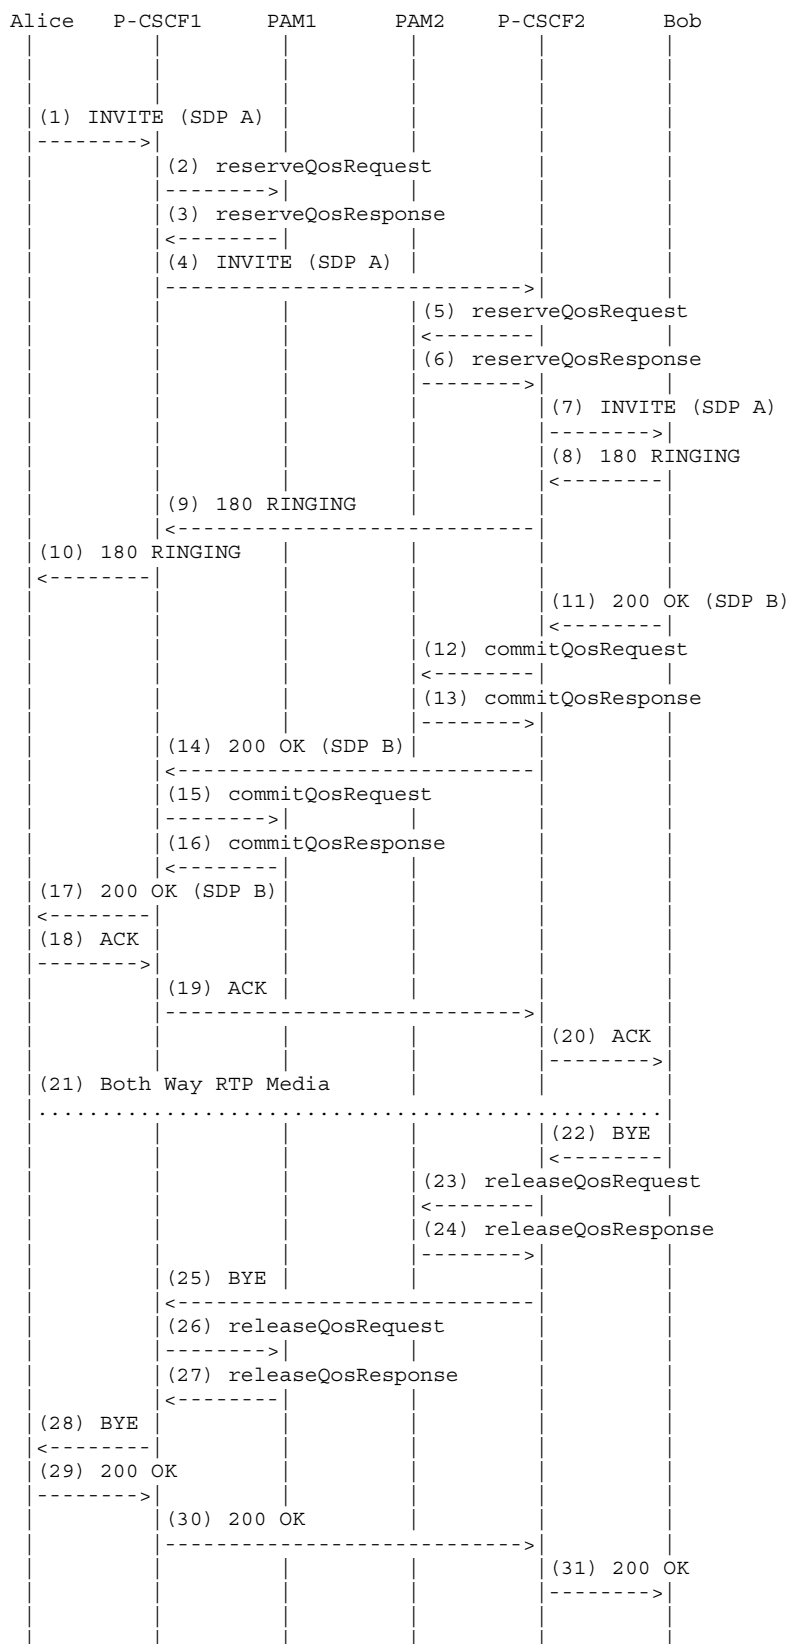 Alice P-CSCF1 PAM1 PAM2 P-CSCF2 Bob
(1) INVITE (SDP A)
(2) reserveQosRequest
(3) reserveQosResponse
(4) INVITE (SDP A)
(5) reserveQosRequest
(6) reserveQosResponse
(7) INVITE (SDP A)
(8) 180 RINGING
(9) 180 RINGING
(10) 180 RINGING
(11) 200 OK (SDP B)
(12) commitQosRequest
(13) commitQosResponse
(14) 200 OK (SDP B)
(15) commitQosRequest
(16) commitQosResponse
(17) 200 OK (SDP B)
(18) ACK
(19) ACK
(20) ACK
(21) Both Way RTP Media
(22) BYE
(23) releaseQosRequest
(24) releaseQosResponse
(25) BYE
(26) releaseQosRequest
(27) releaseQosResponse
(28) BYE
(29) 200 OK
(30) 200 OK
(31) 200 OK